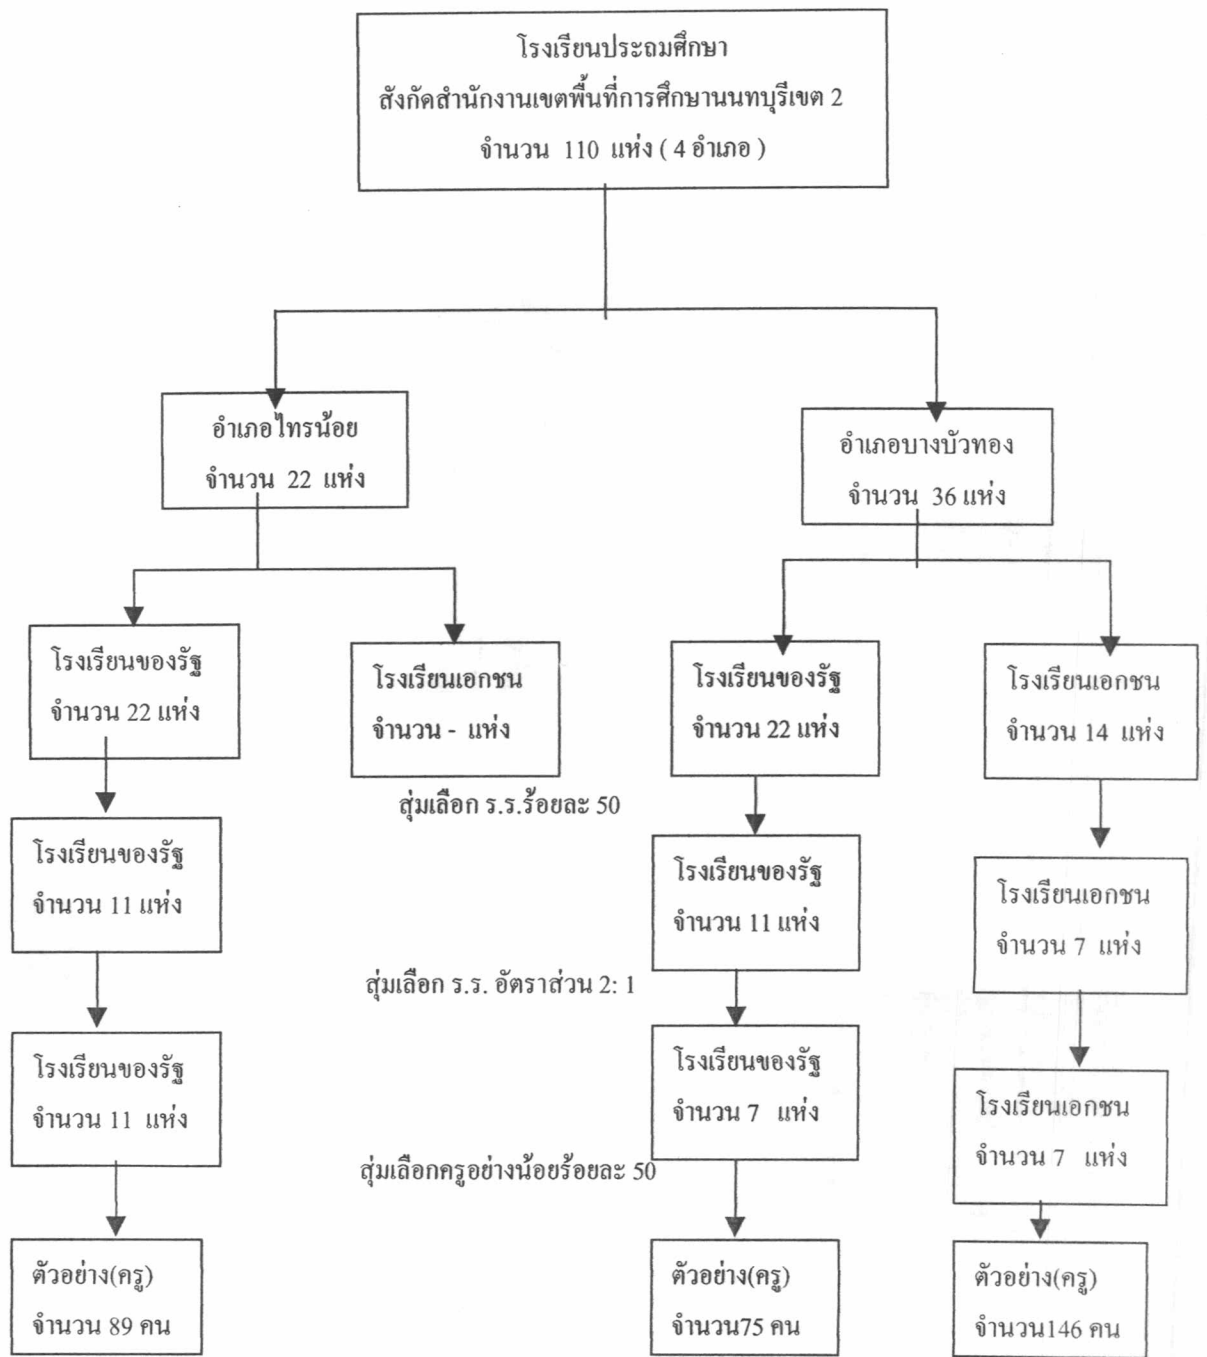 โรงเรียนประถมศึกษา
สังกัดสำนักงานเขตพื้นที่การศึกษานนทบุรีเขต 2
จำนวน 110 แห่ง ( 4 อำเภอ )
อำเภอไทรน้อย
จำนวน 22 แห่ง
อำเภอบางบัวทอง
จำนวน 36 แห่ง
โรงเรียนของรัฐ
จำนวน 22 แห่ง
โรงเรียนเอกชน
จำนวน - แห่ง
โรงเรียนของรัฐ
จำนวน 22 แห่ง
โรงเรียนเอกชน
จำนวน 14 แห่ง
สุ่มเลือก ร.ร.ร้อยละ 50
โรงเรียนของรัฐ
จำนวน 11 แห่ง
โรงเรียนของรัฐ
จำนวน 11 แห่ง
โรงเรียนเอกชน
จำนวน 7 แห่ง
สุ่มเลือก ร.ร. อัตราส่วน 2: 1
โรงเรียนของรัฐ
จำนวน 11 แห่ง
โรงเรียนของรัฐ
จำนวน 7 แห่ง
โรงเรียนเอกชน
จำนวน 7 แห่ง
สุ่มเลือกครูอย่างน้อยร้อยละ 50
ตัวอย่าง(ครู)
จำนวน 89 คน
ตัวอย่าง(ครู)
จำนวน75 คน
ตัวอย่าง(ครู)
จำนวน146 คน